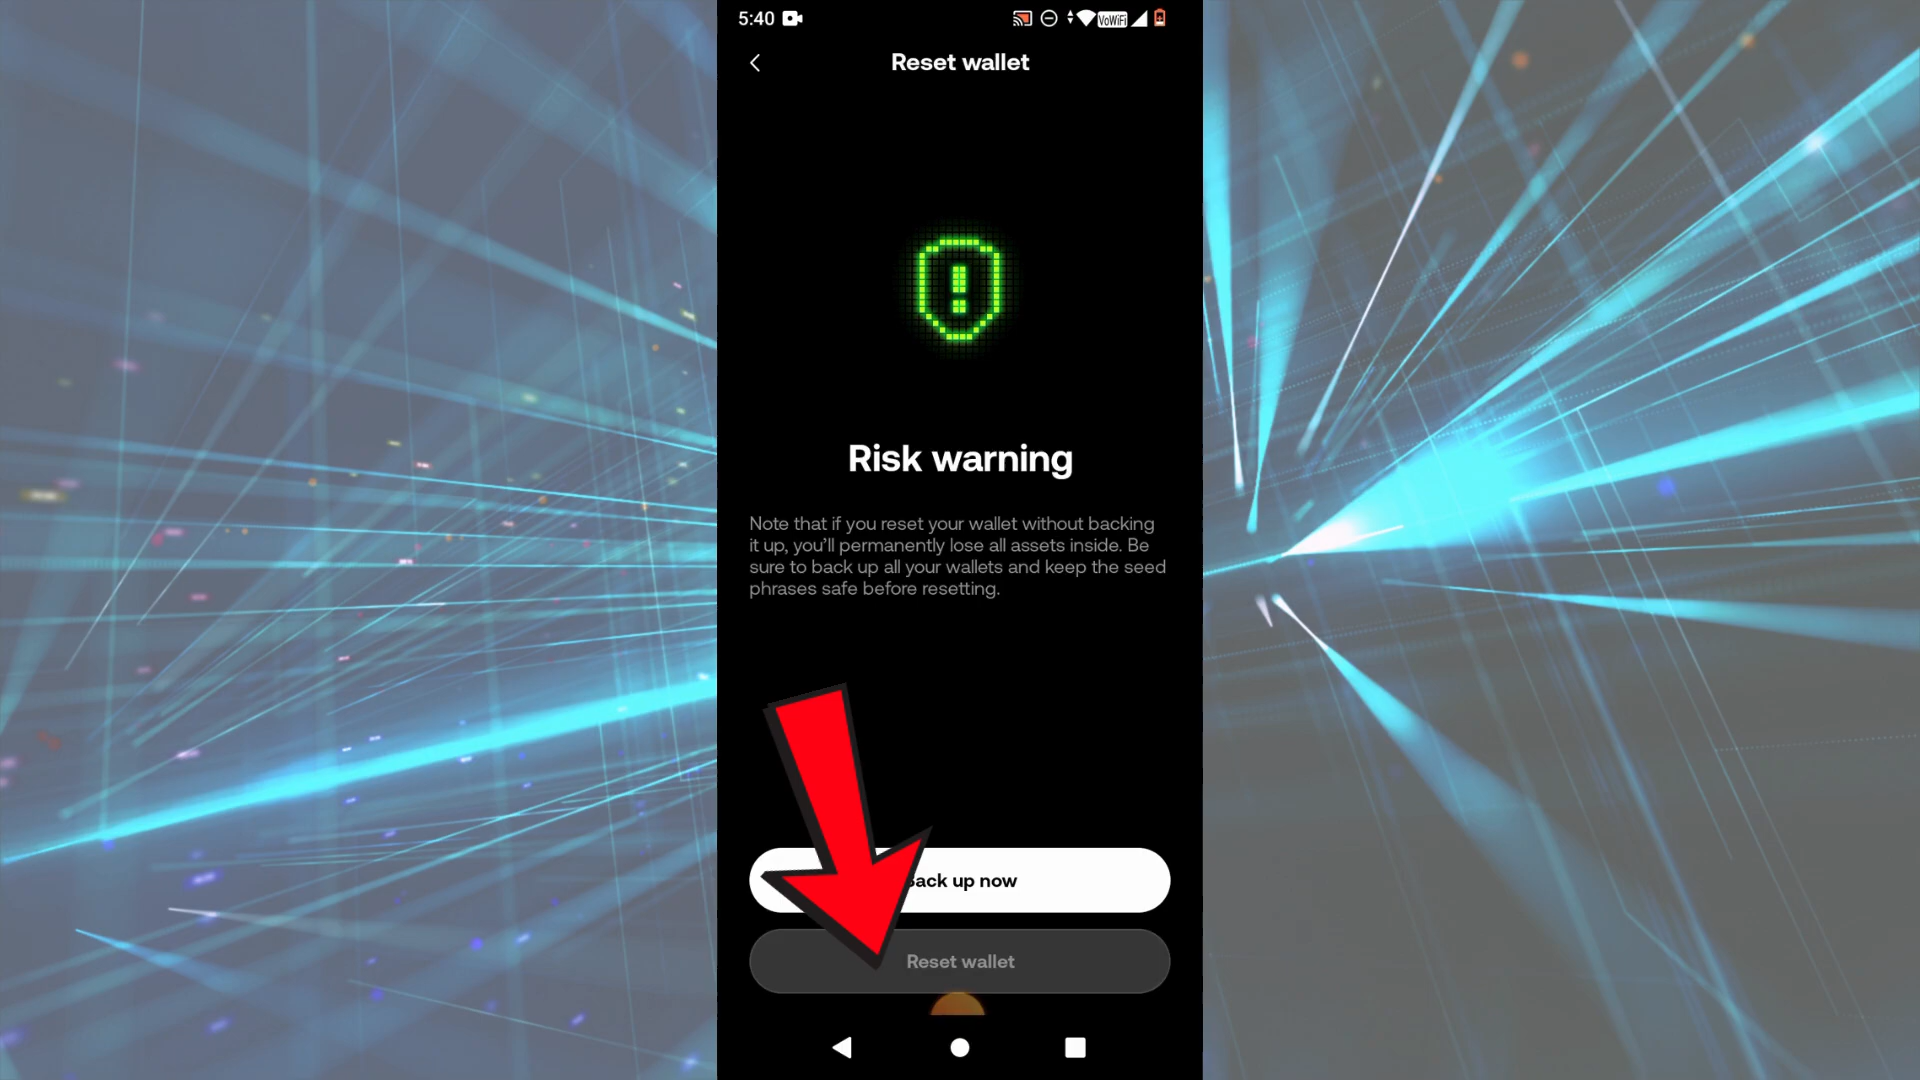 5:40
VoWiFi
Reset wallet
Risk warning
Note that if you reset your wallet without backing
it up, you'll permanently lose all assets inside. Be
sure to back up all your wallets and keep the seed
phrases safe before resetting.
Back up now
Reset wallet